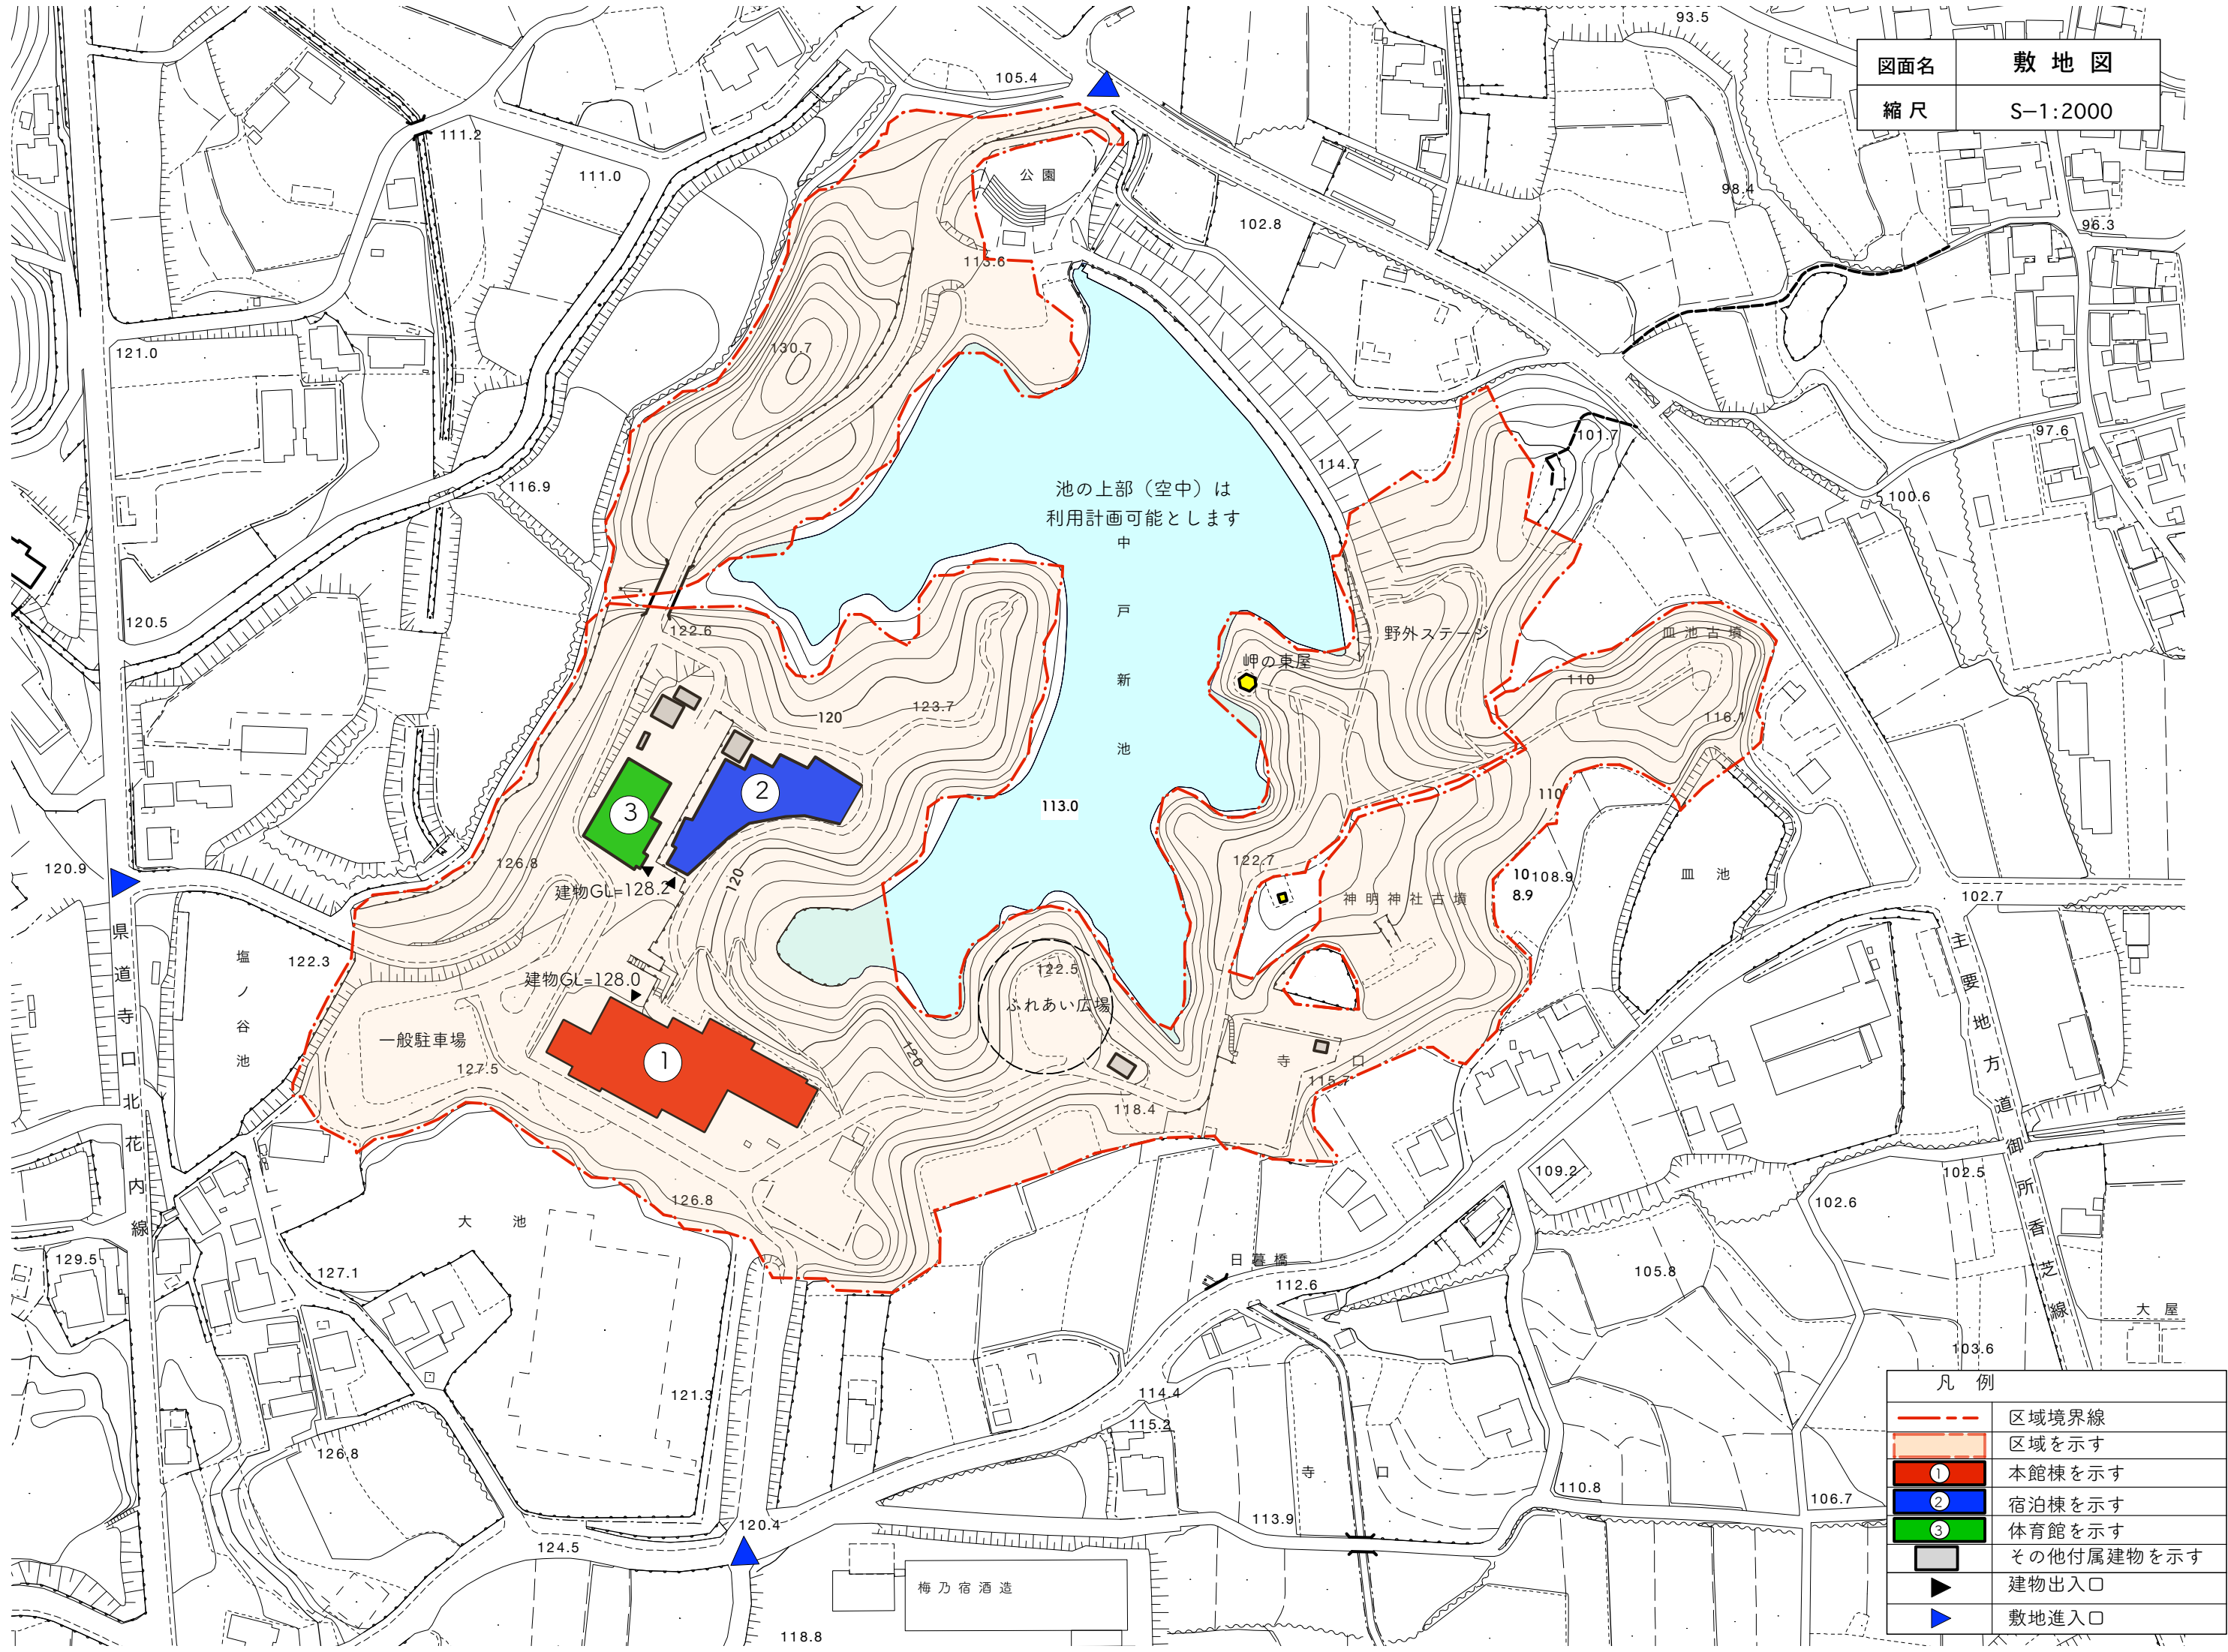 図面名
敷地図
縮尺
S−1:2000
93.5
105.4
111.2
111.0
公園
102.8
98.4
96.3
113.6
121.0
130.7
101.7
97.6
114.7
116.9
100.6
池の上部（空中）は
利用計画可能とします
中戸新池
120.5
122.6
野外ステージ
皿池古墳
岬の東屋
110
123.7
120
116.1
②
③
113.0
110
126.8
122.7
120.9
120
建物GL=128.2
神明神社古墳
10
8.9
108.9
皿池
102.7
県道寺口北花内線
塩ノ谷池
122.3
建物GL=128.0
122.5
ふれあい広場
主要地方道御所香芝線
一般駐車場
127.5
①
120
寺口
115.7
118.4
109.2
102.5
102.6
126.8
大池
129.5
127.1
日暮橋
112.6
105.8
大屋
103.6
121.3
114.4
115.2
126.8
寺口
110.8
106.7
120.4
113.9
124.5
梅乃宿酒造
118.8
凡例
区域境界線
区域を示す
① 本館棟を示す
② 宿泊棟を示す
③ 体育館を示す
その他付属建物を示す
建物出入口
敷地進入口